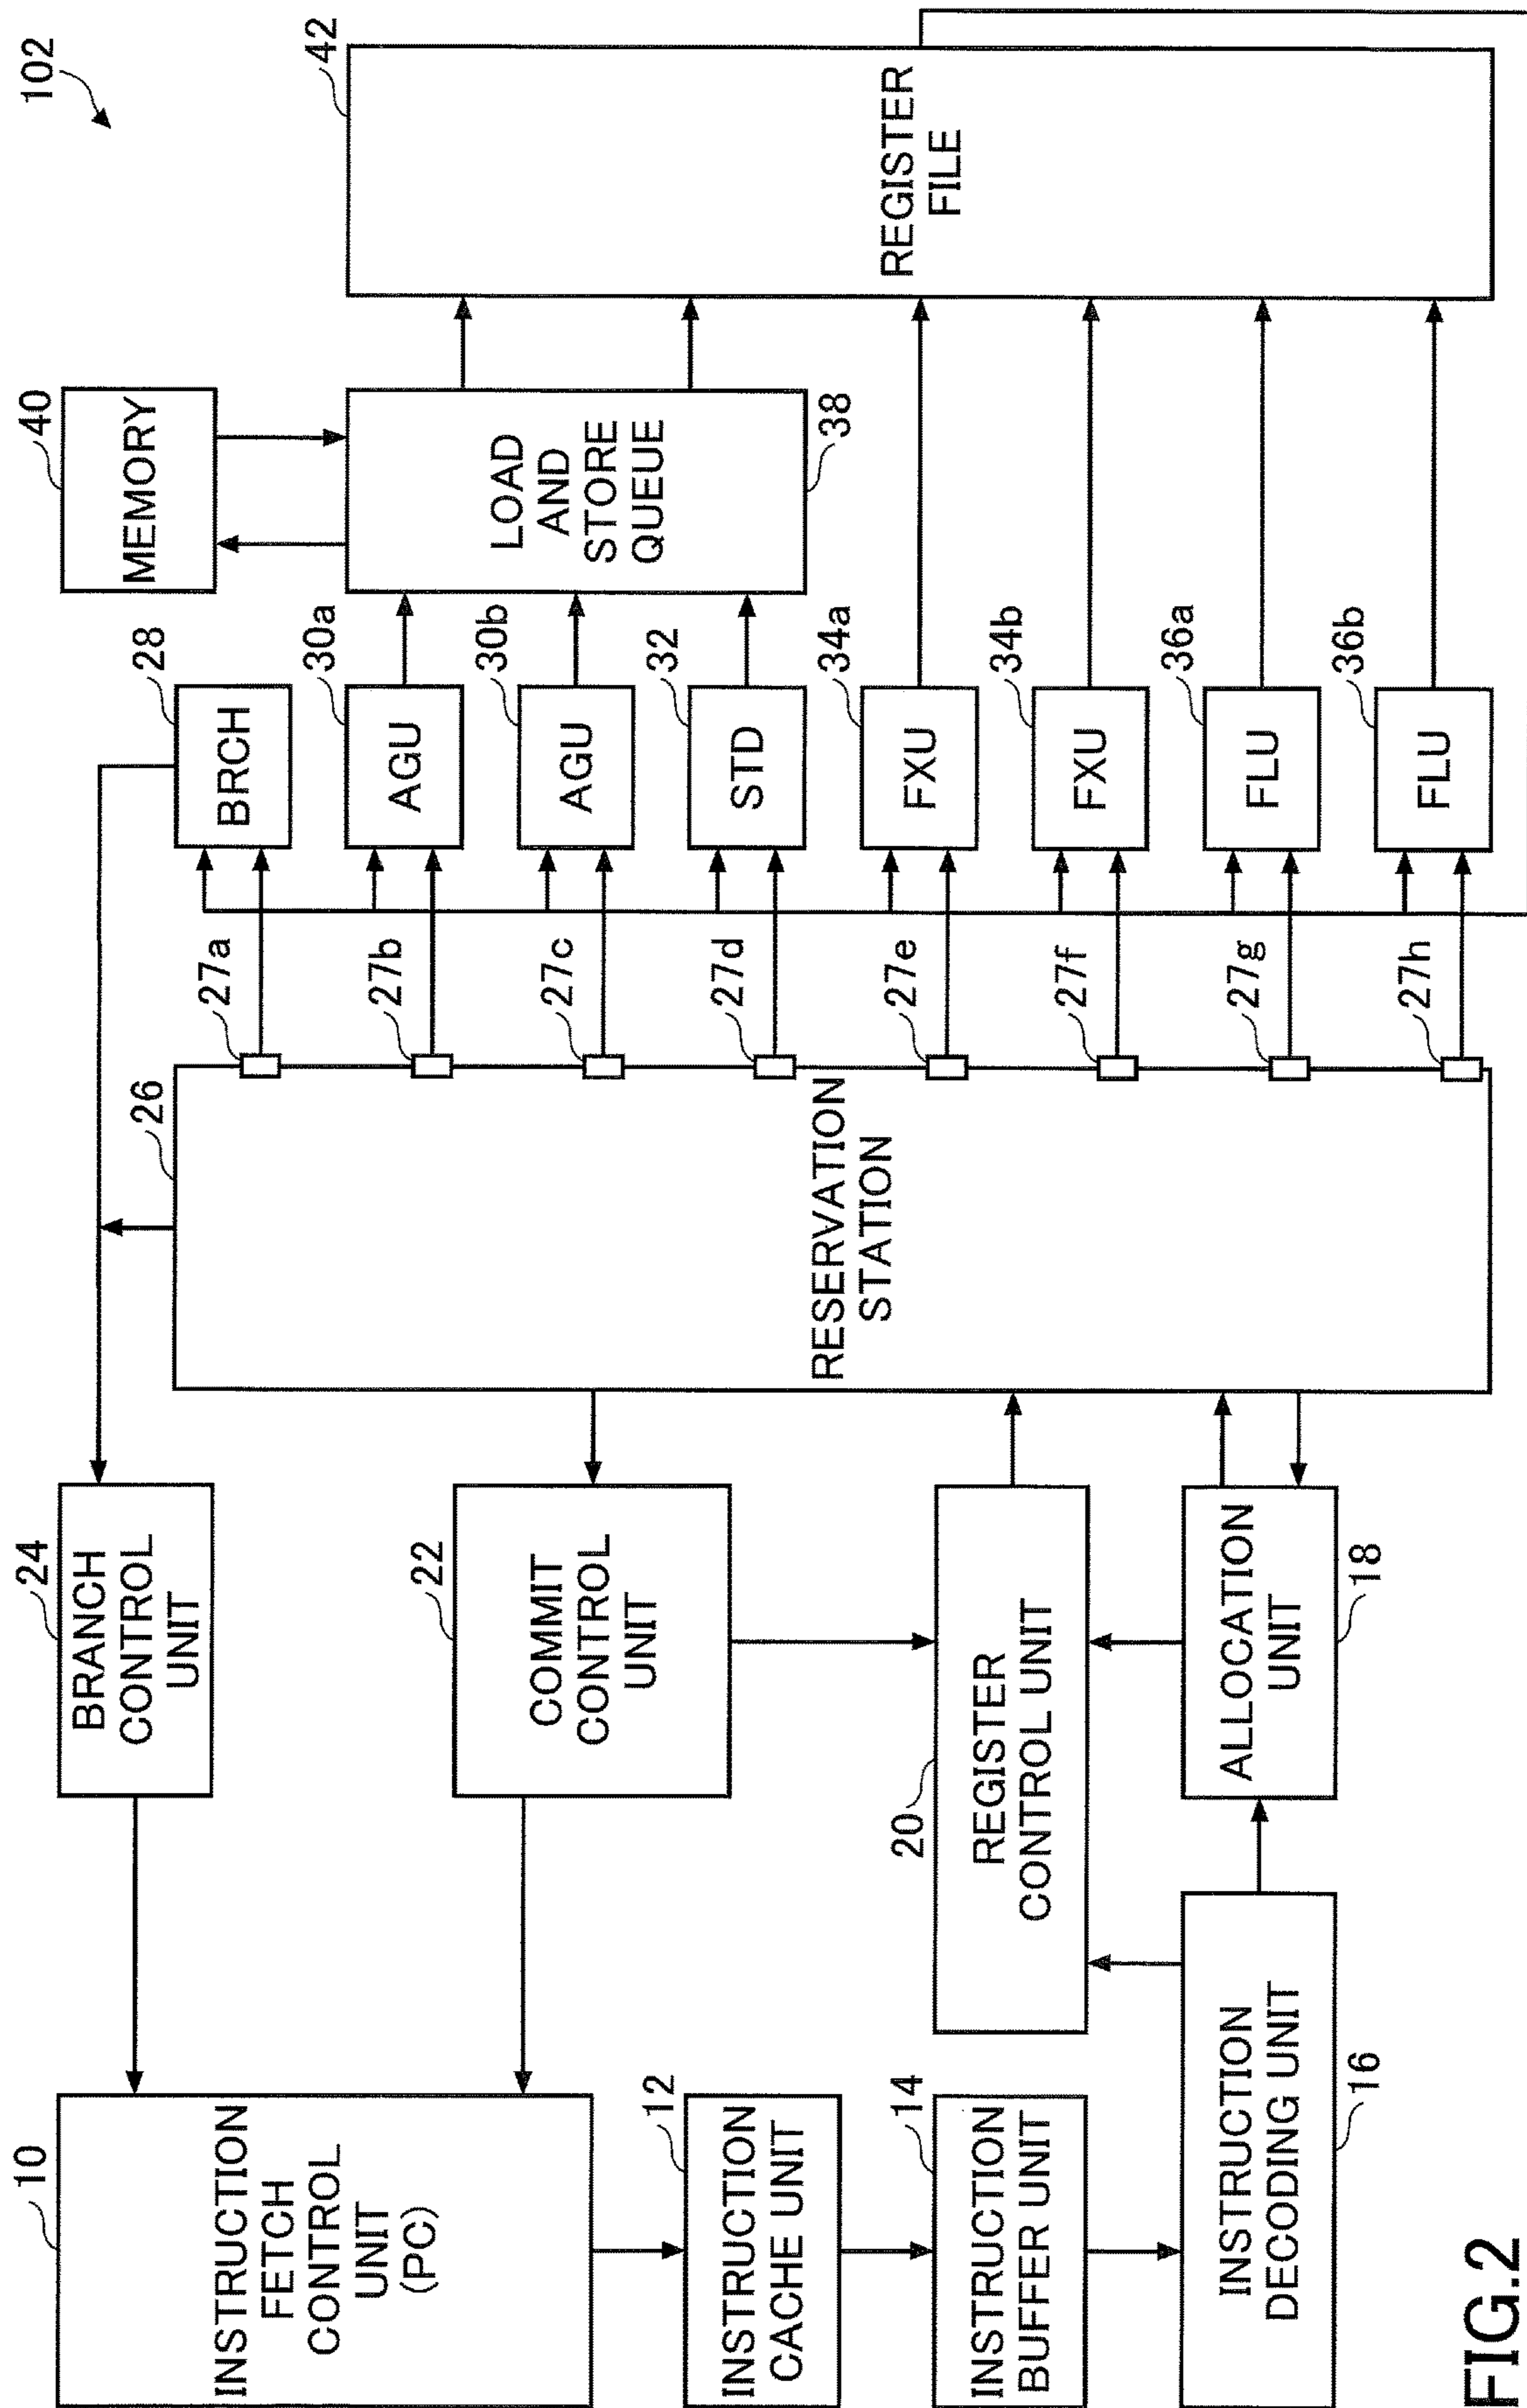 102
10
INSTRUCTION
FETCH
CONTROL
UNIT
(PC)
12
INSTRUCTION
CACHE UNIT
14
INSTRUCTION
BUFFER UNIT
INSTRUCTION
DECODING UNIT
16
24
BRANCH
CONTROL
UNIT
22
COMMIT
CONTROL
UNIT
20
REGISTER
CONTROL UNIT
ALLOCATION
UNIT
18
26
RESERVATION
STATION
27a
27b
27c
27d
27e
27f
27g
27h
28
BRCH
30a
AGU
30b
AGU
32
STD
34a
FXU
34b
FXU
36a
FLU
36b
FLU
40
MEMORY
LOAD
AND
STORE
QUEUE
38
42
REGISTER
FILE
FIG.2